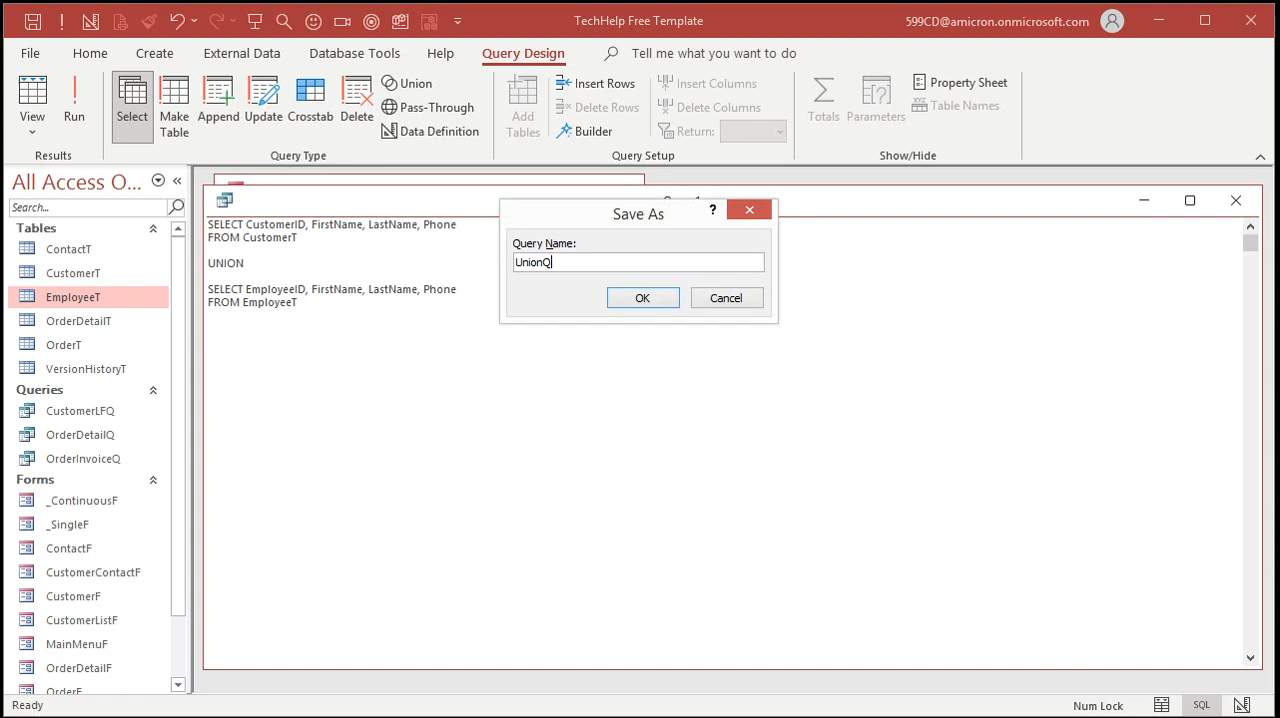 TechHelp Free Template
599CD@amicron.onmicrosoft.com
File Home Create External Data Database Tools Help Query Design Tell me what you want to do
View
Run
Select
Make Table
Append
Update
Crosstab
Delete
Union
Pass-Through
Data Definition
Add Tables
Insert Rows
Delete Rows
Builder
Insert Columns
Delete Columns
Return:
Totals
Parameters
Property Sheet
Table Names
Results
Query Type
Query Setup
Show/Hide
All Access O...
Search...
Tables
ContactT
CustomerT
EmployeeT
OrderDetailT
OrderT
VersionHistoryT
Queries
CustomerLFQ
OrderDetailQ
OrderInvoiceQ
Forms
_ContinuousF
_SingleF
ContactF
CustomerContactF
CustomerF
CustomerListF
MainMenuF
OrderDetailF
OrderF
SELECT CustomerID, FirstName, LastName, Phone
FROM CustomerT
UNION
SELECT EmployeeID, FirstName, LastName, Phone
FROM EmployeeT
Save As
?
Query Name:
UnionQ
OK
Cancel
Ready
Num Lock
SQL